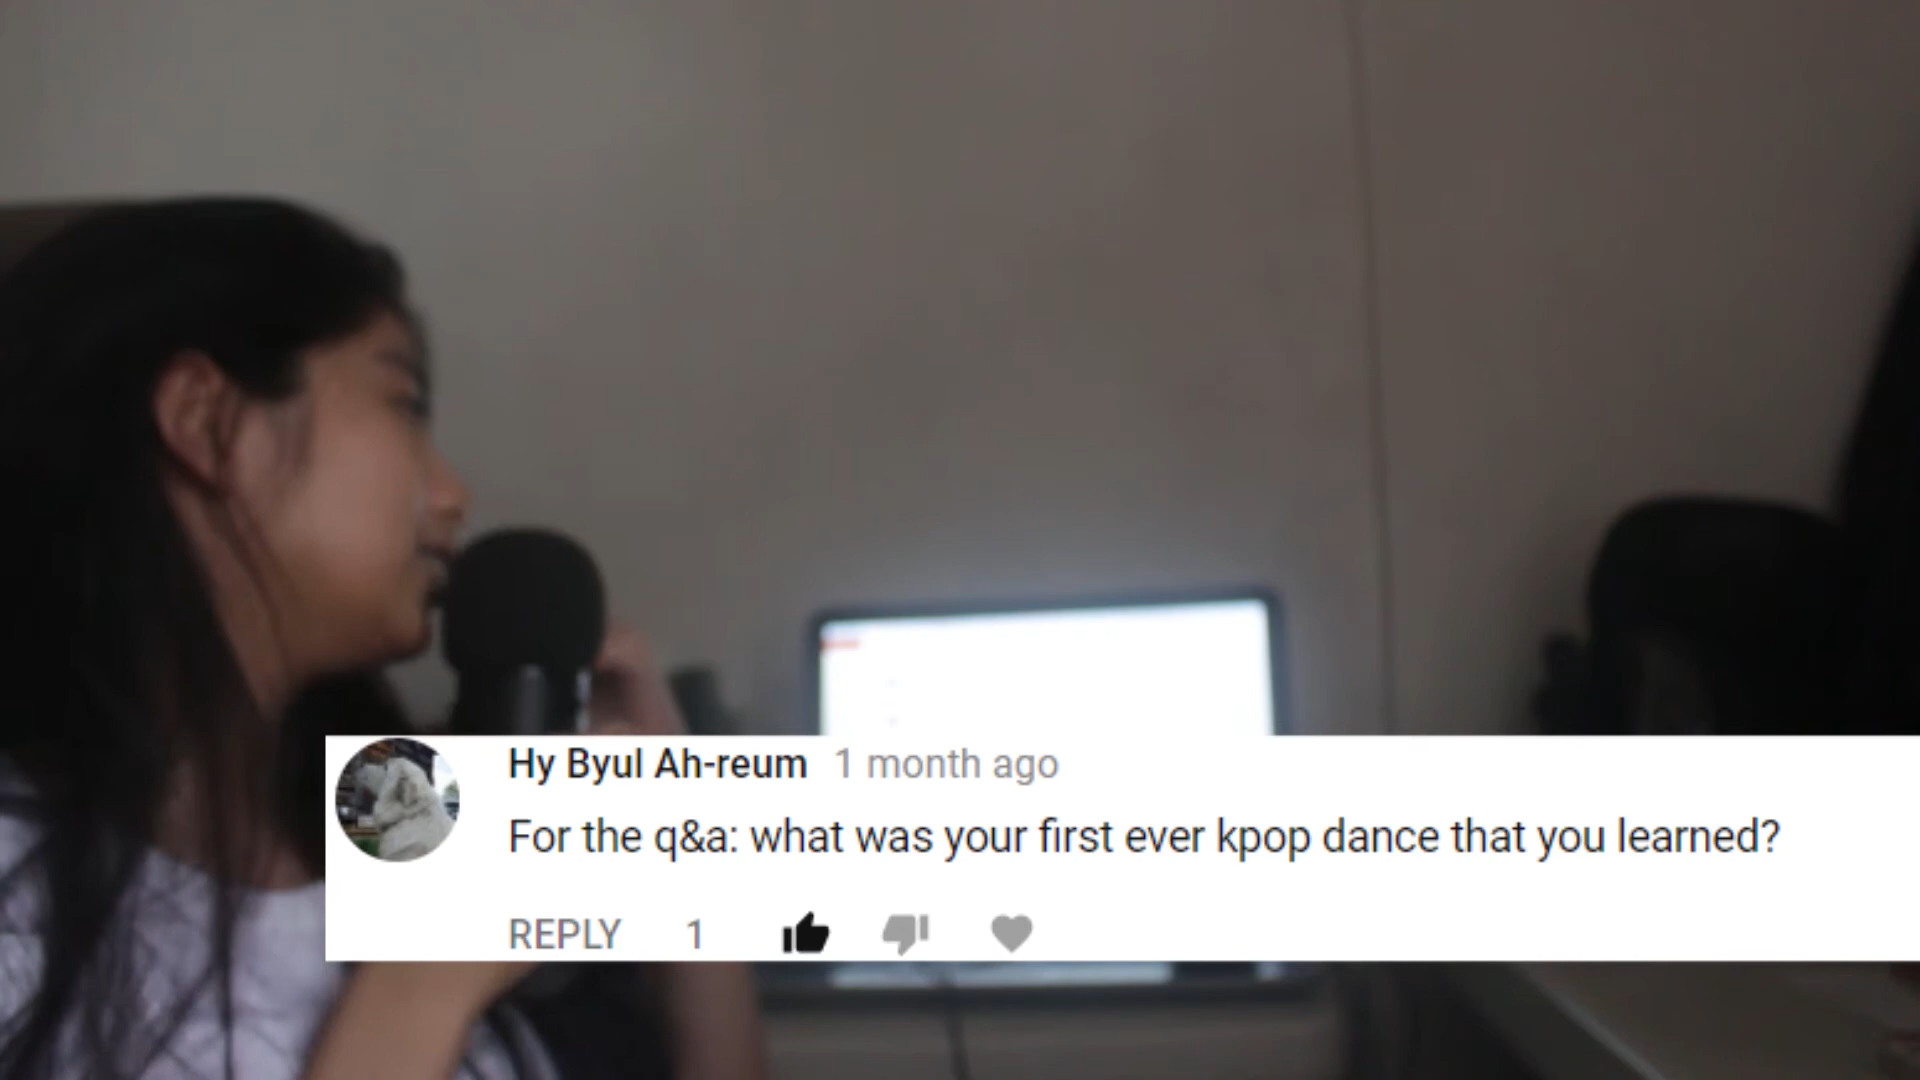 Hy Byul Ah-reum 1 month ago
For the q&a: what was your first ever kpop dance that you learned?
REPLY 1